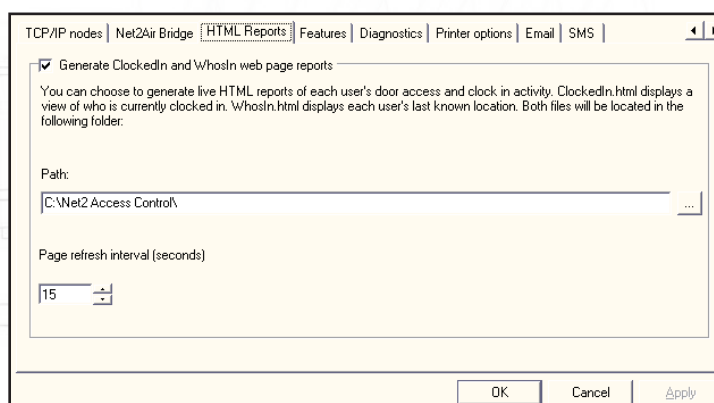 TCP/IP nodes Net2Air Bridge HTML Reports Features Diagnostics Printer options Email SMS
Generate ClockedIn and WhosIn web page reports
You can choose to generate live HTML reports of each user's door access and clock in activity. ClockedIn.html displays a
view of who is currently clocked in. WhosIn.html displays each user's last known location. Both files will be located in the
following folder:
Path:
C:\Net2 Access Control\
...
Page refresh interval (seconds)
15
OK Cancel Apply